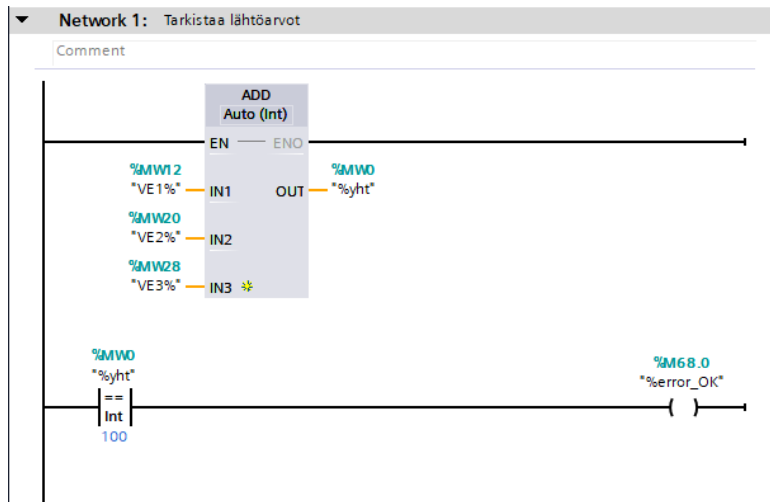 Network 1: Tarkistaa lähtöarvot
Comment
ADD
Auto (Int)
EN ENO
%MW12
"VE1%" IN1
%MW0
OUT "%yht"
%MW20
"VE2%" IN2
%MW28
"VE3%" IN3
%MW0
"%yht"
==
Int
100
%M68.0
"%error_OK"